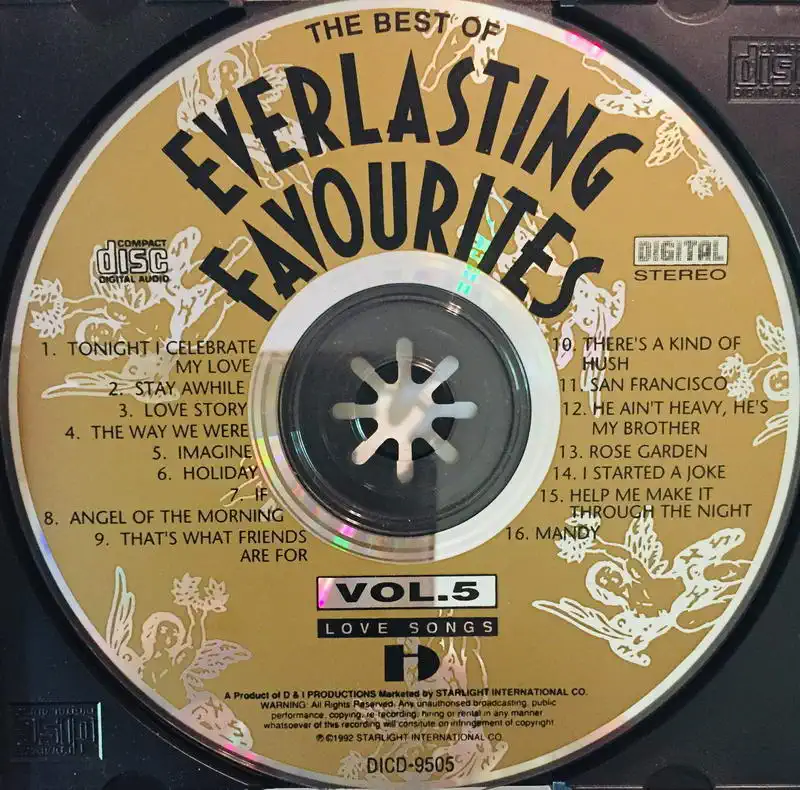 THE BEST OF
EVERLASTING
FAVOURITES
COMPACT
disc
DIGITAL AUDIO
DIGITAL
STEREO
1. TONIGHT I CELEBRATE
MY LOVE
2. STAY AWHILE
3. LOVE STORY
4. THE WAY WE WERE
5. IMAGINE
6. HOLIDAY
7. IF
8. ANGEL OF THE MORNING
9. THAT'S WHAT FRIENDS
ARE FOR
10. THERE'S A KIND OF
HUSH
11. SAN FRANCISCO
12. HE AIN'T HEAVY, HE'S
MY BROTHER
13. ROSE GARDEN
14. I STARTED A JOKE
15. HELP ME MAKE IT
THROUGH THE NIGHT
16. MANDY
VOL.5
LOVE SONGS
A Product of D & I PRODUCTIONS Marketed by STARLIGHT INTERNATIONAL CO.
WARNING: All Rights Reserved. Any unauthorised broadcasting, public
performance, copying, re-recording, hiring or rental in any manner
whatsoever of this recording will constitute an infringement of copyright
℗©1992 STARLIGHT INTERNATIONAL CO.
DICD-9505
disc